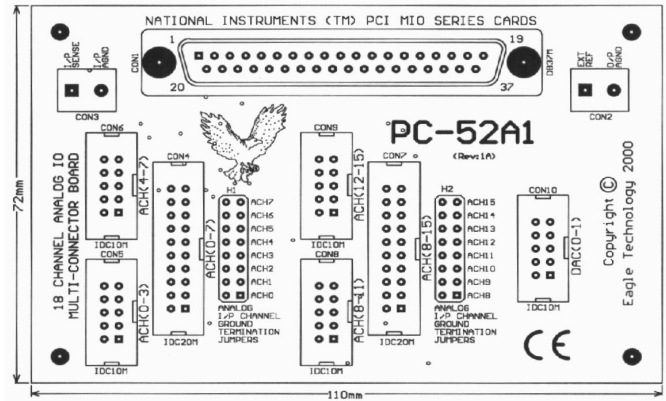 NATIONAL INSTRUMENTS (TM) PCI MIO SERIES CARDS
1
19
CON1
DB37M
20
37
I/P SENSE
I/P AGND
CON3
EXT REF
O/P AGND
CON2
PC-52A1
(Rev:1A)
CON6
ACH(4-7)
IDC10M
CON4
ACH(0-7)
IDC20M
H1
ACH7
ACH6
ACH5
ACH4
ACH3
ACH2
ACH1
ACH0
ANALOG
I/P CHANNEL
GROUND
TERMINATION
JUMPERS
CON9
ACH(12-15)
IDC10M
CON7
ACH(8-15)
IDC20M
H2
ACH15
ACH14
ACH13
ACH12
ACH11
ACH10
ACH9
ACH8
ANALOG
I/P CHANNEL
GROUND
TERMINATION
JUMPERS
CON10
DAC(0-1)
IDC10M
CON5
ACH(0-3)
IDC10M
CON8
ACH(8-11)
IDC10M
18 CHANNEL ANALOG IO
MULTI-CONNECTOR BOARD
Copyright ©
Eagle Technology 2000
CE
72mm
110mm